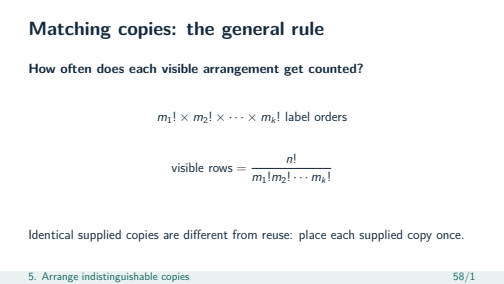 Matching copies: the general rule
How often does each visible arrangement get counted?
m₁! × m₂! × ⋯ × mₖ! label orders
visible rows = n! / m₁!m₂! ⋯ mₖ!
Identical supplied copies are different from reuse: place each supplied copy once.
5. Arrange indistinguishable copies 58/1